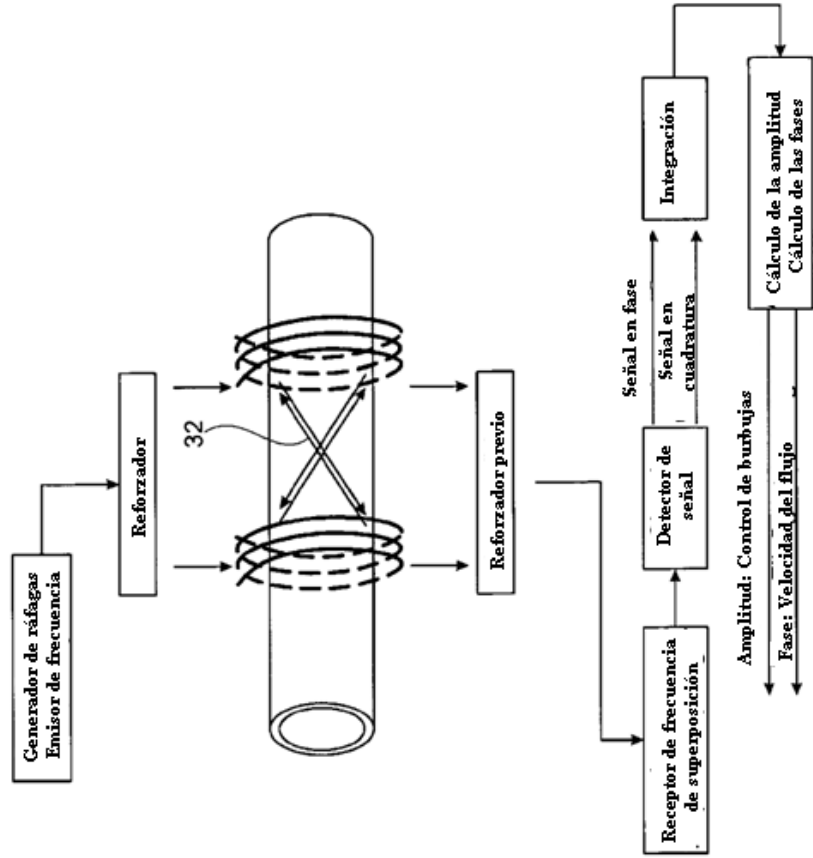 Generador de ráfagas
Emisor de frecuencia
Reforzador
32
Reforzador previo
Receptor de frecuencia
de superposición
Detector de
señal
Señal en fase
Señal en
cuadratura
Integración
Cálculo de la amplitud
Cálculo de las fases
Amplitud: Control de burbujas
Fase: Velocidad del flujo